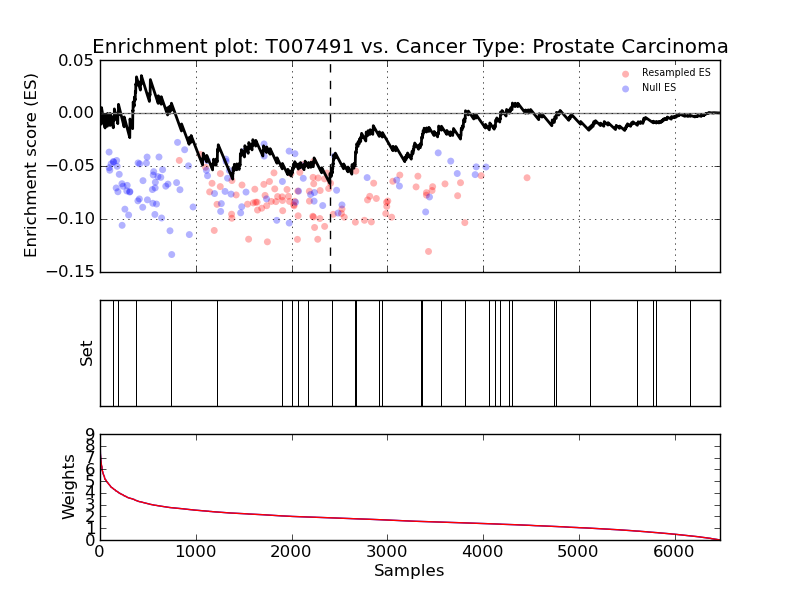 Enrichment plot: T007491 vs. Cancer Type: Prostate Carcinoma
Enrichment score (ES)
0.05
0.00
−0.05
−0.10
−0.15
Resampled ES
Null ES
Set
Weights
9
8
7
6
5
4
3
2
1
0
0 1000 2000 3000 4000 5000 6000
Samples